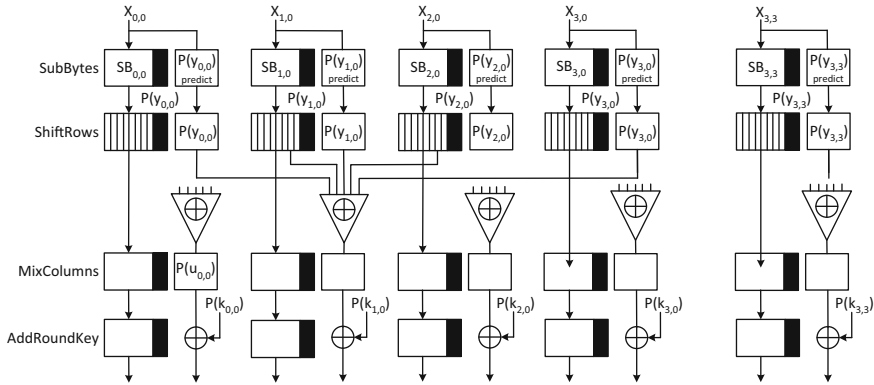 X0,0 X1,0 X2,0 X3,0 X3,3
SubBytes SB0,0 P(y0,0) predict SB1,0 P(y1,0) predict SB2,0 P(y2,0) predict SB3,0 P(y3,0) predict SB3,3 P(y3,3) predict
P(y0,0) P(y1,0) P(y2,0) P(y3,0) P(y3,3)
ShiftRows P(y0,0) P(y1,0) P(y2,0) P(y3,0) P(y3,3)
MixColumns P(u0,0)
P(k0,0) P(k1,0) P(k2,0) P(k3,0) P(k3,3)
AddRoundKey